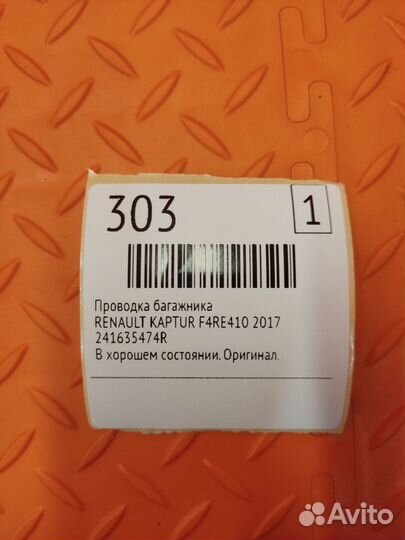 303
1
Проводка багажника
RENAULT KAPTUR F4RE410 2017
241635474R
В хорошем состоянии. Оригинал.
Avito